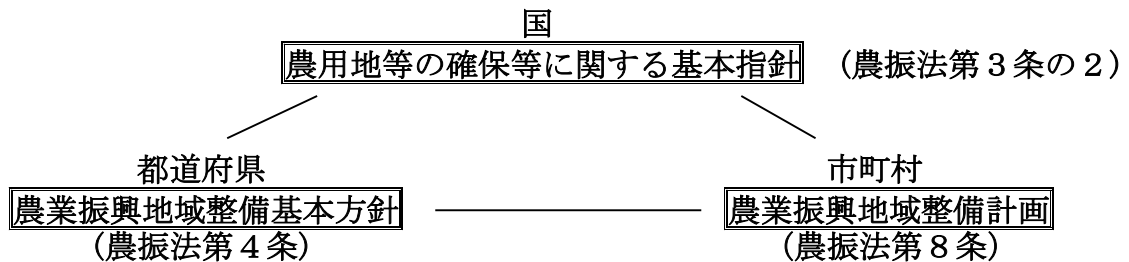 国
農用地等の確保等に関する基本指針 （農振法第３条の２）
都道府県
農業振興地域整備基本方針
（農振法第４条）
市町村
農業振興地域整備計画
（農振法第８条）